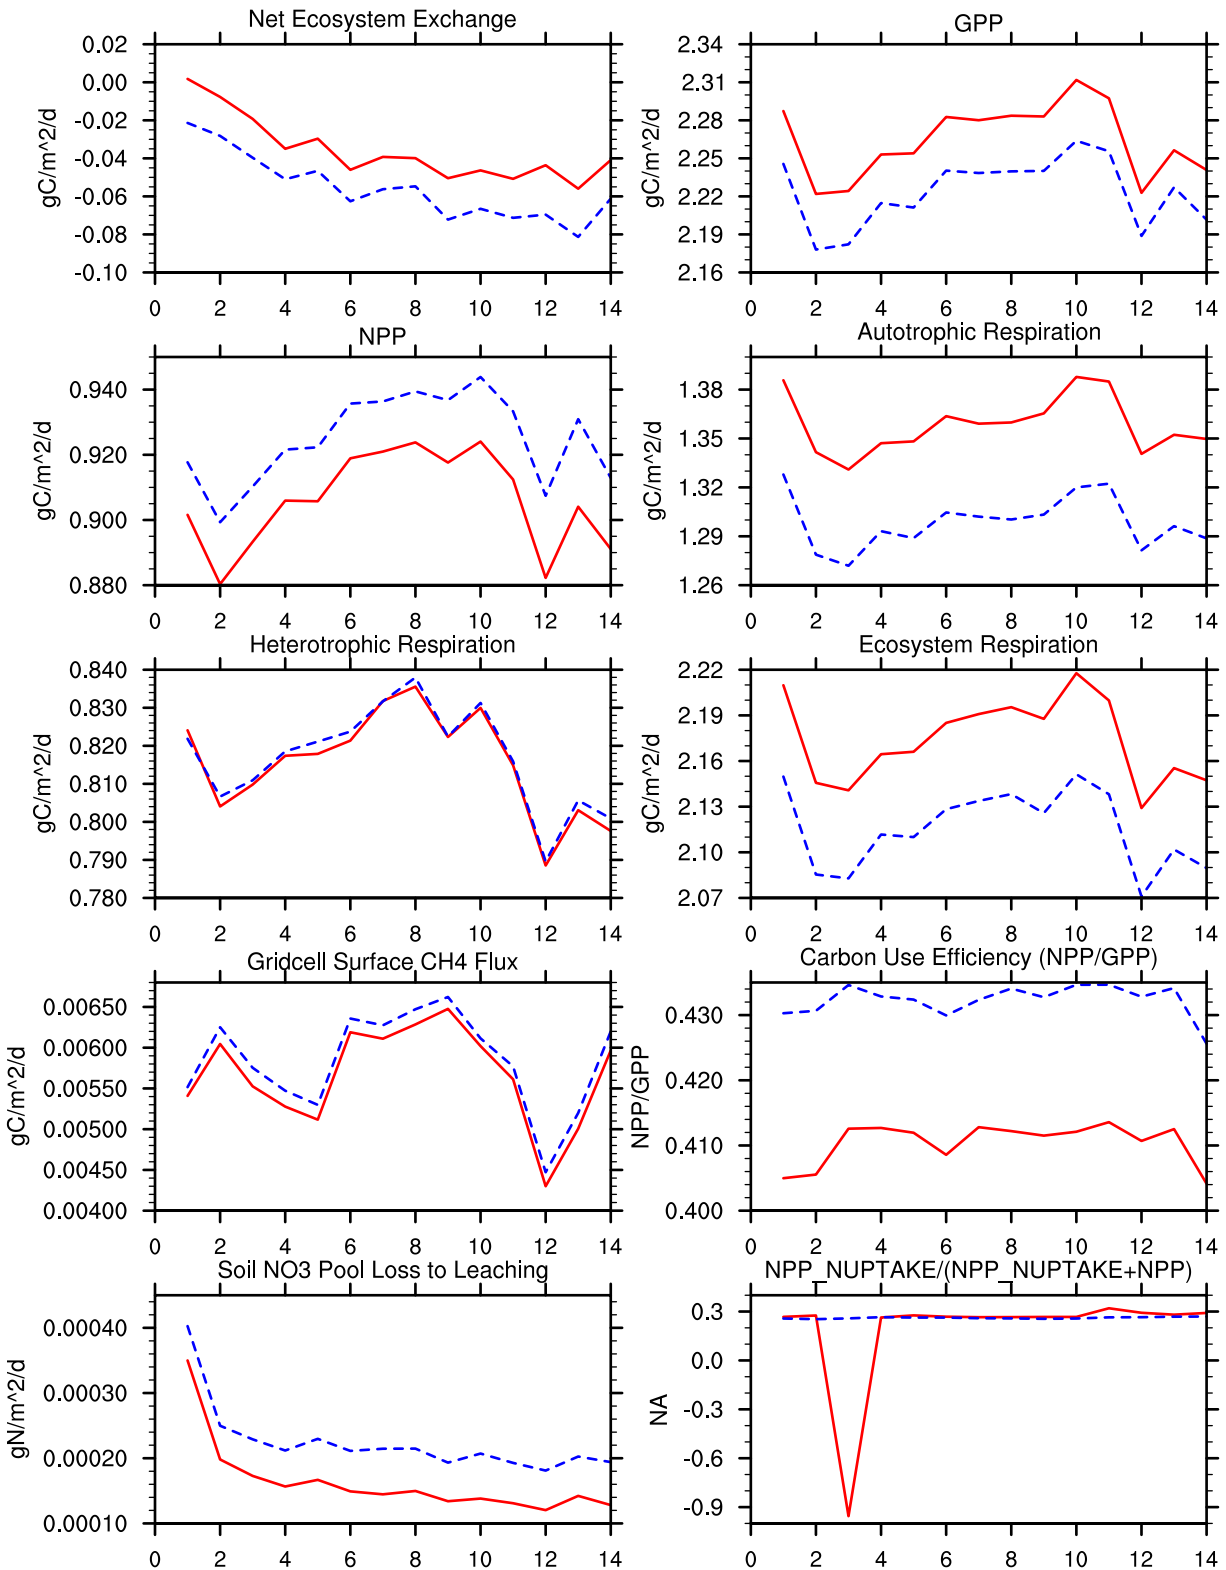 Net Ecosystem Exchange
gC/m^2/d
0.02
0.00
-0.02
-0.04
-0.06
-0.08
-0.10
0 2 4 6 8 10 12 14
GPP
gC/m^2/d
2.34
2.31
2.28
2.25
2.22
2.19
2.16
0 2 4 6 8 10 12 14
NPP
gC/m^2/d
0.940
0.920
0.900
0.880
0 2 4 6 8 10 12 14
Autotrophic Respiration
gC/m^2/d
1.38
1.35
1.32
1.29
1.26
0 2 4 6 8 10 12 14
Heterotrophic Respiration
gC/m^2/d
0.840
0.830
0.820
0.810
0.800
0.790
0.780
0 2 4 6 8 10 12 14
Ecosystem Respiration
gC/m^2/d
2.22
2.19
2.16
2.13
2.10
2.07
0 2 4 6 8 10 12 14
Gridcell Surface CH4 Flux
gC/m^2/d
0.00650
0.00600
0.00550
0.00500
0.00450
0.00400
0 2 4 6 8 10 12 14
Carbon Use Efficiency (NPP/GPP)
NPP/GPP
0.430
0.420
0.410
0.400
0 2 4 6 8 10 12 14
Soil NO3 Pool Loss to Leaching
gN/m^2/d
0.00040
0.00030
0.00020
0.00010
0 2 4 6 8 10 12 14
NPP_NUPTAKE/(NPP_NUPTAKE+NPP)
NA
0.3
0.0
-0.3
-0.6
-0.9
0 2 4 6 8 10 12 14